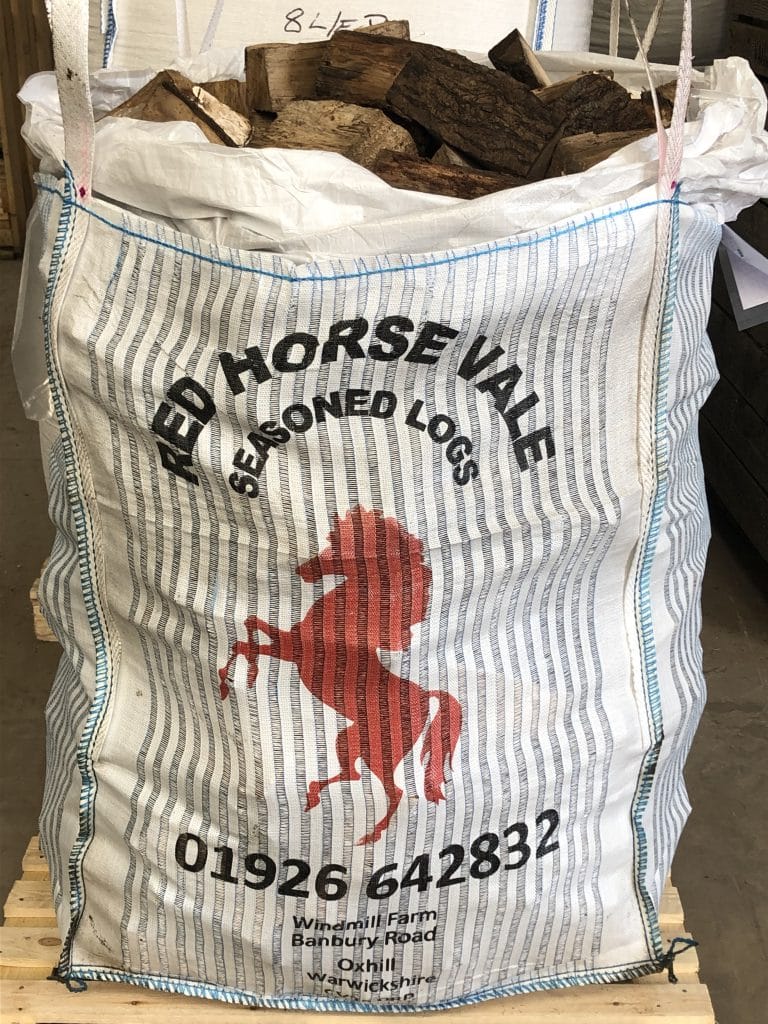 RED HORSE VALE
SEASONED LOGS
01926 642832
Windmill Farm
Banbury Road
Oxhill
Warwickshire